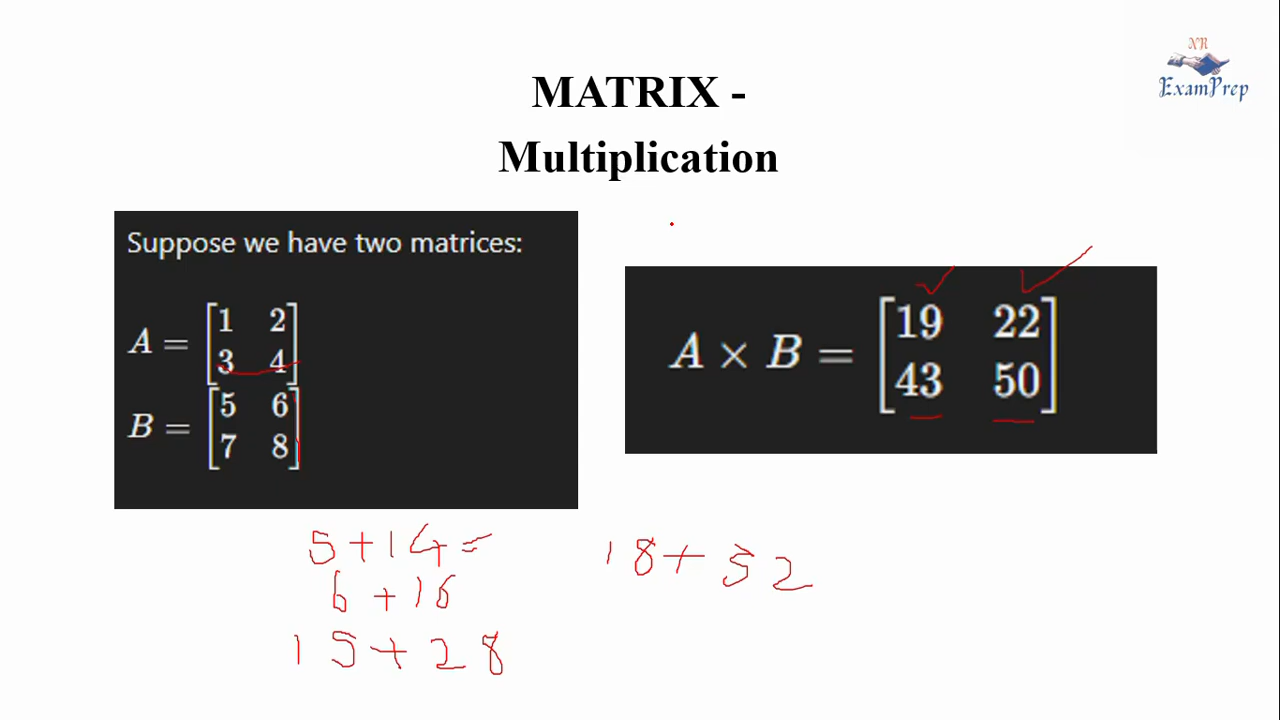 NR
ExamPrep
MATRIX -
Multiplication
Suppose we have two matrices:
A = [1 2
3 4]
B = [5 6
7 8]
A × B = [19 22
43 50]
5+14=
6+16
15+28
18+32